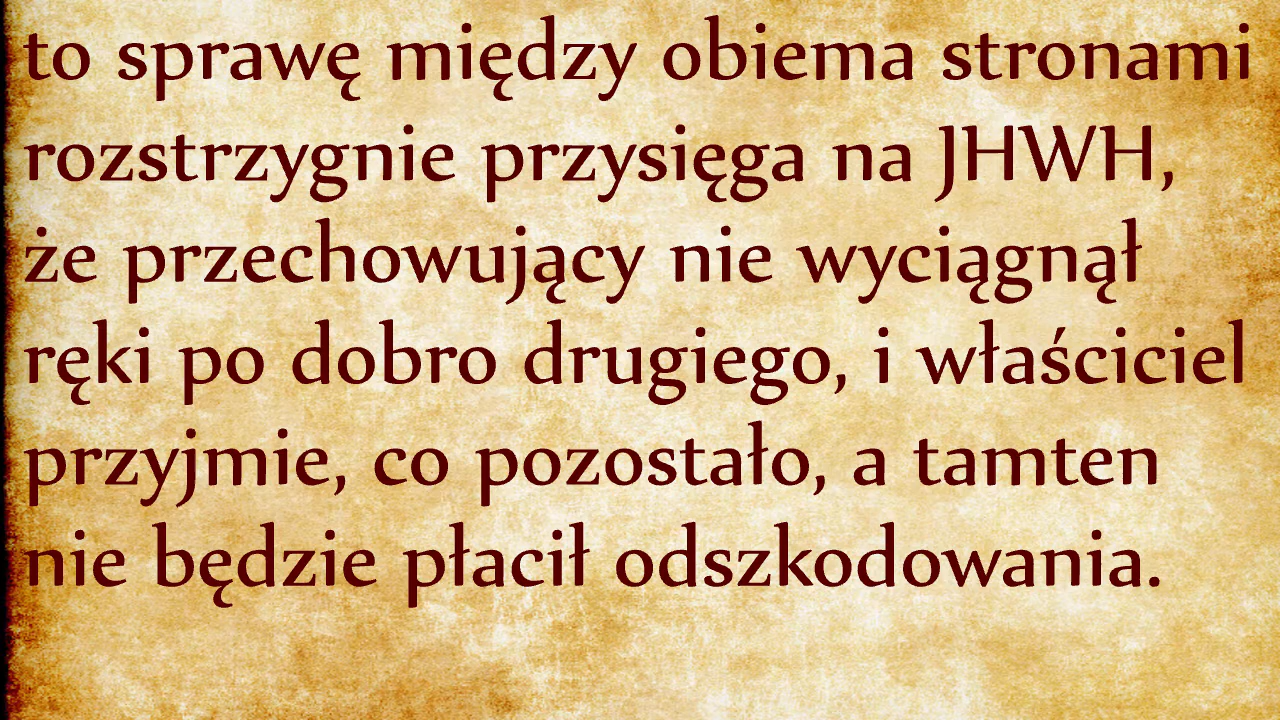 to sprawę między obiema stronami
rozstrzygnie przysięga na JHWH,
że przechowujący nie wyciągnął
ręki po dobro drugiego, i właściciel
przyjmie, co pozostało, a tamten
nie będzie płacił odszkodowania.